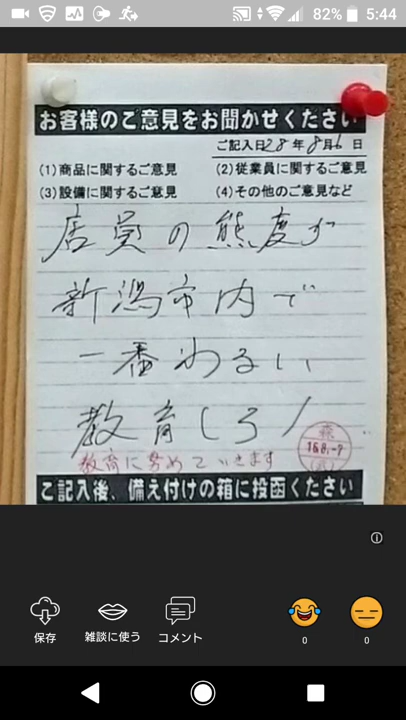 82% 5:44
お客様のご意見をお聞かせください
ご記入日28年8月6日
(1)商品に関するご意見 (2)従業員に関するご意見
(3)設備に関するご意見 (4)その他のご意見など
店員の熊度が
新潟市内で
一番わるい
教育しろ!
教育に努めていきます
16.8.-7
ご記入後、備え付けの箱に投函ください
保存 雑談に使う コメント 0 0